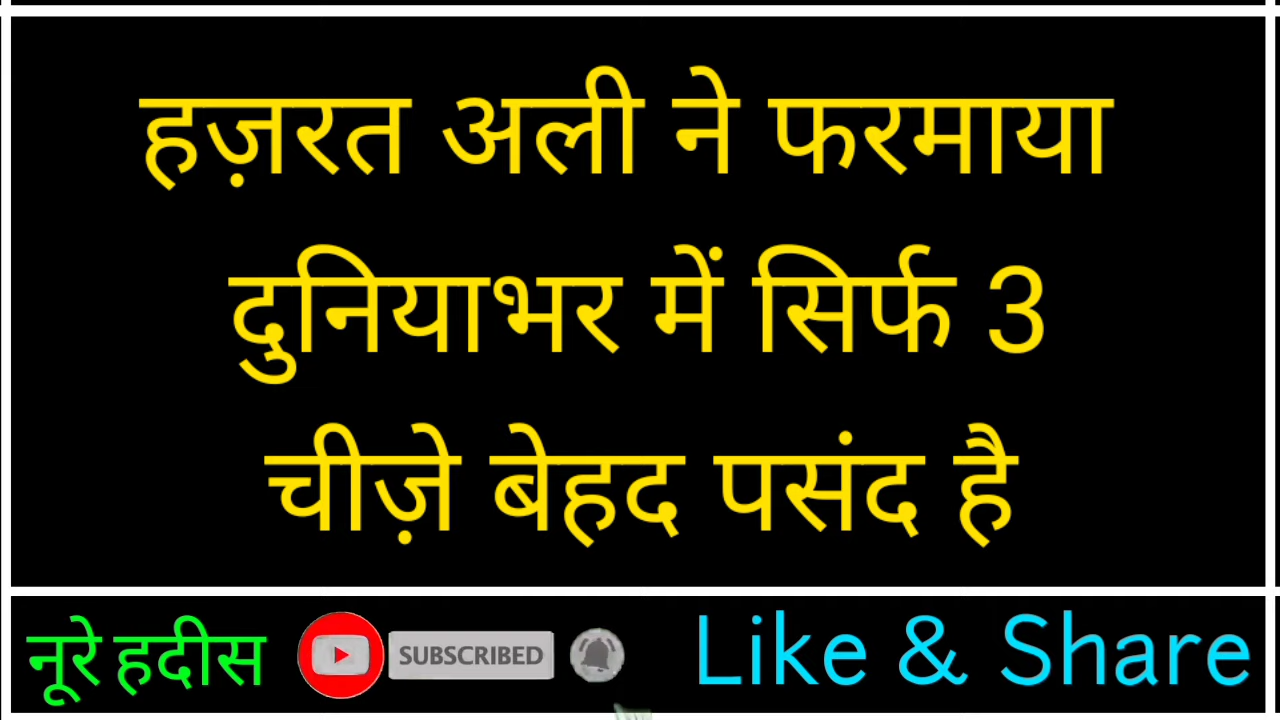 हज़रत अली ने फरमाया
दुनियाभर में सिर्फ 3
चीज़े बेहद पसंद है
नूरे हदीस SUBSCRIBED Like & Share